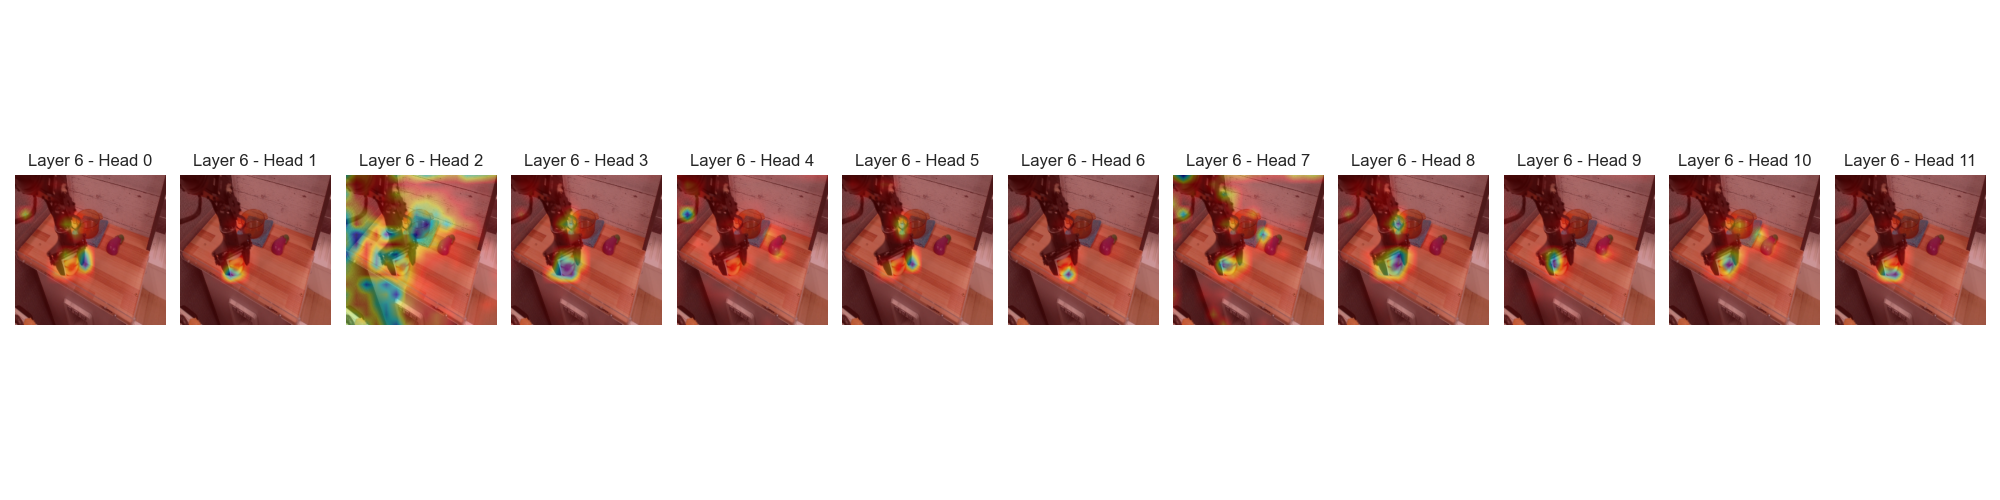 Layer 6 - Head 0
Layer 6 - Head 1
Layer 6 - Head 2
Layer 6 - Head 3
Layer 6 - Head 4
Layer 6 - Head 5
Layer 6 - Head 6
Layer 6 - Head 7
Layer 6 - Head 8
Layer 6 - Head 9
Layer 6 - Head 10
Layer 6 - Head 11